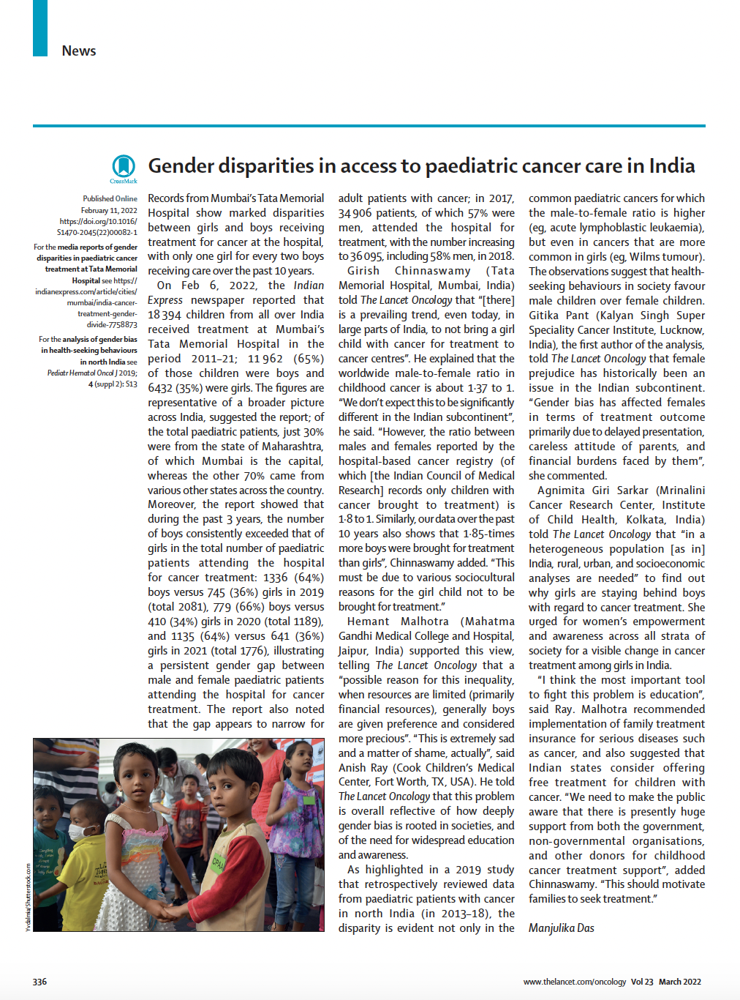 News
Gender disparities in access to paediatric cancer care in India
CrossMark
Published Online
February 11, 2022
https://doi.org/10.1016/
S1470-2045(22)00082-1
For the media reports of gender
disparities in paediatric cancer
treatment at Tata Memorial
Hospital see https://
indianexpress.com/article/cities/
mumbai/india-cancer-
treatment-gender-
divide-7758873
For the analysis of gender bias
in health-seeking behaviours
in north India see
Pediatr Hematol Oncol J 2019;
4 (suppl 2): S13
Records from Mumbai’s Tata Memorial
Hospital show marked disparities
between girls and boys receiving
treatment for cancer at the hospital,
with only one girl for every two boys
receiving care over the past 10 years.
On Feb 6, 2022, the Indian
Express newspaper reported that
18 394 children from all over India
received treatment at Mumbai’s
Tata Memorial Hospital in the
period 2011–21; 11 962 (65%)
of those children were boys and
6432 (35%) were girls. The figures are
representative of a broader picture
across India, suggested the report; of
the total paediatric patients, just 30%
were from the state of Maharashtra,
of which Mumbai is the capital,
whereas the other 70% came from
various other states across the country.
Moreover, the report showed that
during the past 3 years, the number
of boys consistently exceeded that of
girls in the total number of paediatric
patients attending the hospital
for cancer treatment: 1336 (64%)
boys versus 745 (36%) girls in 2019
(total 2081), 779 (66%) boys versus
410 (34%) girls in 2020 (total 1189),
and 1135 (64%) versus 641 (36%)
girls in 2021 (total 1776), illustrating
a persistent gender gap between
male and female paediatric patients
attending the hospital for cancer
treatment. The report also noted
that the gap appears to narrow for
adult patients with cancer; in 2017,
34 906 patients, of which 57% were
men, attended the hospital for
treatment, with the number increasing
to 36 095, including 58% men, in 2018.
Girish Chinnaswamy (Tata
Memorial Hospital, Mumbai, India)
told The Lancet Oncology that “[there]
is a prevailing trend, even today, in
large parts of India, to not bring a girl
child with cancer for treatment to
cancer centres”. He explained that the
worldwide male-to-female ratio in
childhood cancer is about 1·37 to 1.
“We don’t expect this to be significantly
different in the Indian subcontinent”,
he said. “However, the ratio between
males and females reported by the
hospital-based cancer registry (of
which [the Indian Council of Medical
Research] records only children with
cancer brought to treatment) is
1·8 to 1. Similarly, our data over the past
10 years also shows that 1·85-times
more boys were brought for treatment
than girls”, Chinnaswamy added. “This
must be due to various sociocultural
reasons for the girl child not to be
brought for treatment.”
Hemant Malhotra (Mahatma
Gandhi Medical College and Hospital,
Jaipur, India) supported this view,
telling The Lancet Oncology that a
“possible reason for this inequality,
when resources are limited (primarily
financial resources), generally boys
are given preference and considered
more precious”. “This is extremely sad
and a matter of shame, actually”, said
Anish Ray (Cook Children’s Medical
Center, Fort Worth, TX, USA). He told
The Lancet Oncology that this problem
is overall reflective of how deeply
gender bias is rooted in societies, and
of the need for widespread education
and awareness.
As highlighted in a 2019 study
that retrospectively reviewed data
from paediatric patients with cancer
in north India (in 2013–18), the
disparity is evident not only in the
common paediatric cancers for which
the male-to-female ratio is higher
(eg, acute lymphoblastic leukaemia),
but even in cancers that are more
common in girls (eg, Wilms tumour).
The observations suggest that health-
seeking behaviours in society favour
male children over female children.
Gitika Pant (Kalyan Singh Super
Speciality Cancer Institute, Lucknow,
India), the first author of the analysis,
told The Lancet Oncology that female
prejudice has historically been an
issue in the Indian subcontinent.
“Gender bias has affected females
in terms of treatment outcome
primarily due to delayed presentation,
careless attitude of parents, and
financial burdens faced by them”,
she commented.
Agnimita Giri Sarkar (Mrinalini
Cancer Research Center, Institute
of Child Health, Kolkata, India)
told The Lancet Oncology that “in a
heterogeneous population [as in]
India, rural, urban, and socioeconomic
analyses are needed” to find out
why girls are staying behind boys
with regard to cancer treatment. She
urged for women’s empowerment
and awareness across all strata of
society for a visible change in cancer
treatment among girls in India.
“I think the most important tool
to fight this problem is education”,
said Ray. Malhotra recommended
implementation of family treatment
insurance for serious diseases such
as cancer, and also suggested that
Indian states consider offering
free treatment for children with
cancer. “We need to make the public
aware that there is presently huge
support from both the government,
non-governmental organisations,
and other donors for childhood
cancer treatment support”, added
Chinnaswamy. “This should motivate
families to seek treatment.”
Manjulika Das
Yvdalmia/Shutterstock.com
CPAA
336
www.thelancet.com/oncology Vol 23 March 2022